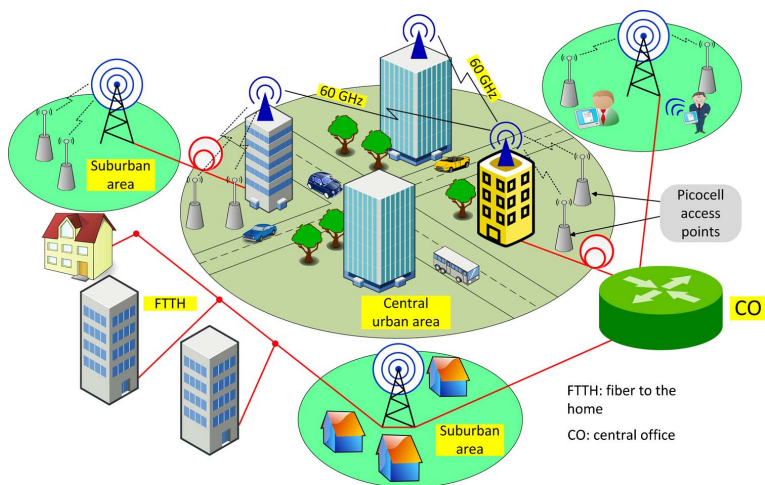 60 GHz
60 GHz
Suburban
area
Picocell
access
points
FTTH
Central
urban area
CO
FTTH: fiber to the
home
CO: central office
Suburban
area